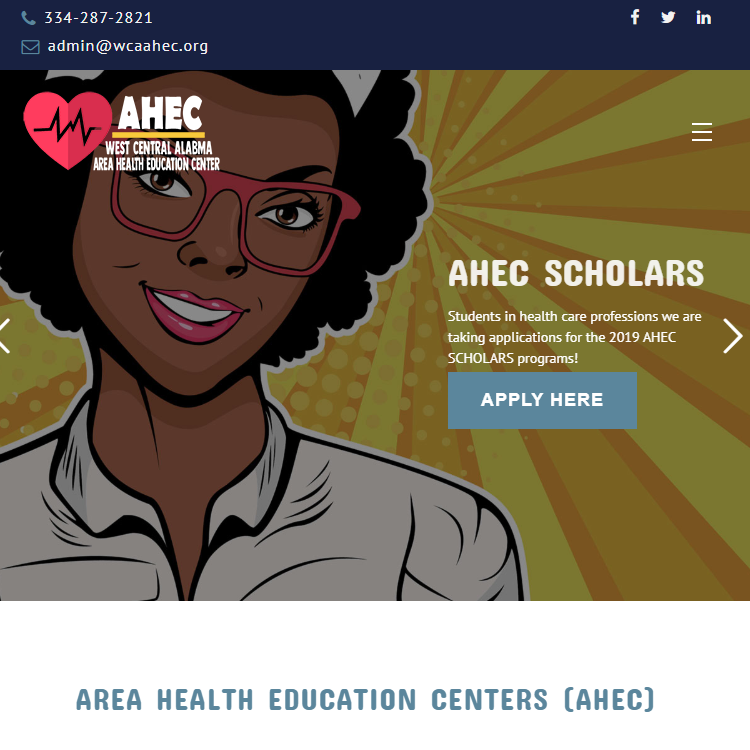 334-287-2821
admin@wcaahec.org
AHEC
WEST CENTRAL ALABMA
AREA HEALTH EDUCATION CENTER
AHEC SCHOLARS
Students in health care professions we are
taking applications for the 2019 AHEC
SCHOLARS programs!
APPLY HERE
AREA HEALTH EDUCATION CENTERS (AHEC)